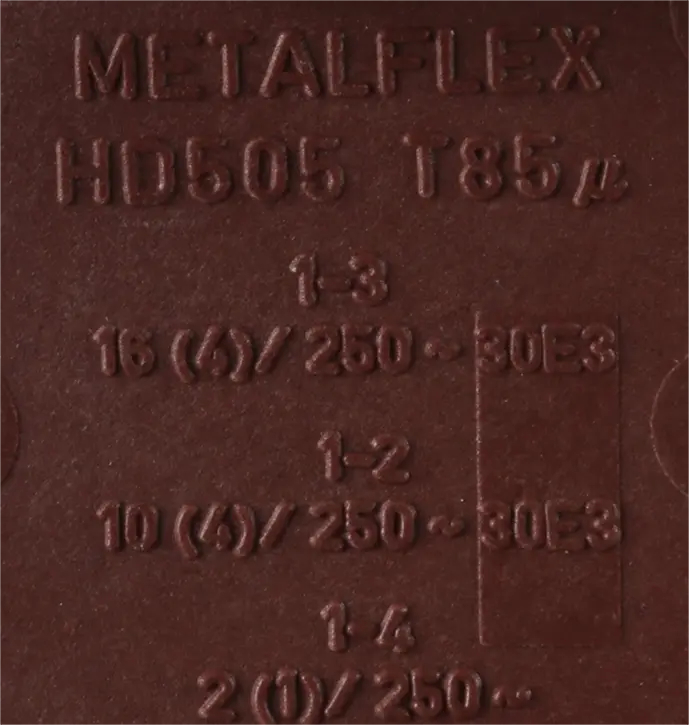 METALFLEX
HD505 T85µ
1-3
16(4)/250~30E3
1-2
10(4)/250~30E3
1-4
2(1)/250~